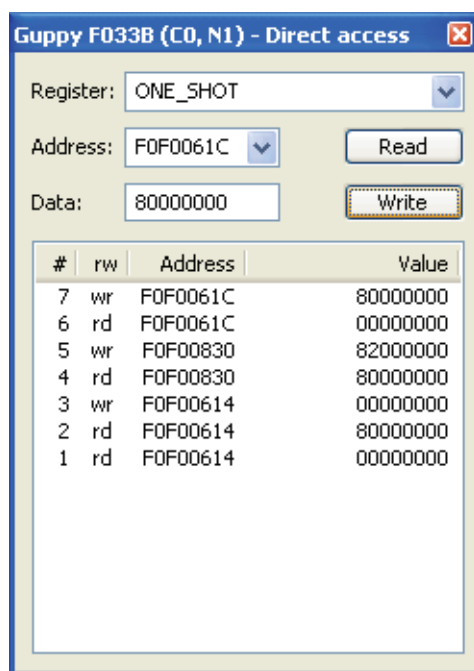 Guppy F033B (C0, N1) - Direct access
Register: ONE_SHOT
Address: F0F0061C Read
Data: 80000000 Write
# rw Address Value
7 wr F0F0061C 80000000
6 rd F0F0061C 00000000
5 wr F0F00830 82000000
4 rd F0F00830 80000000
3 wr F0F00614 00000000
2 rd F0F00614 80000000
1 rd F0F00614 00000000